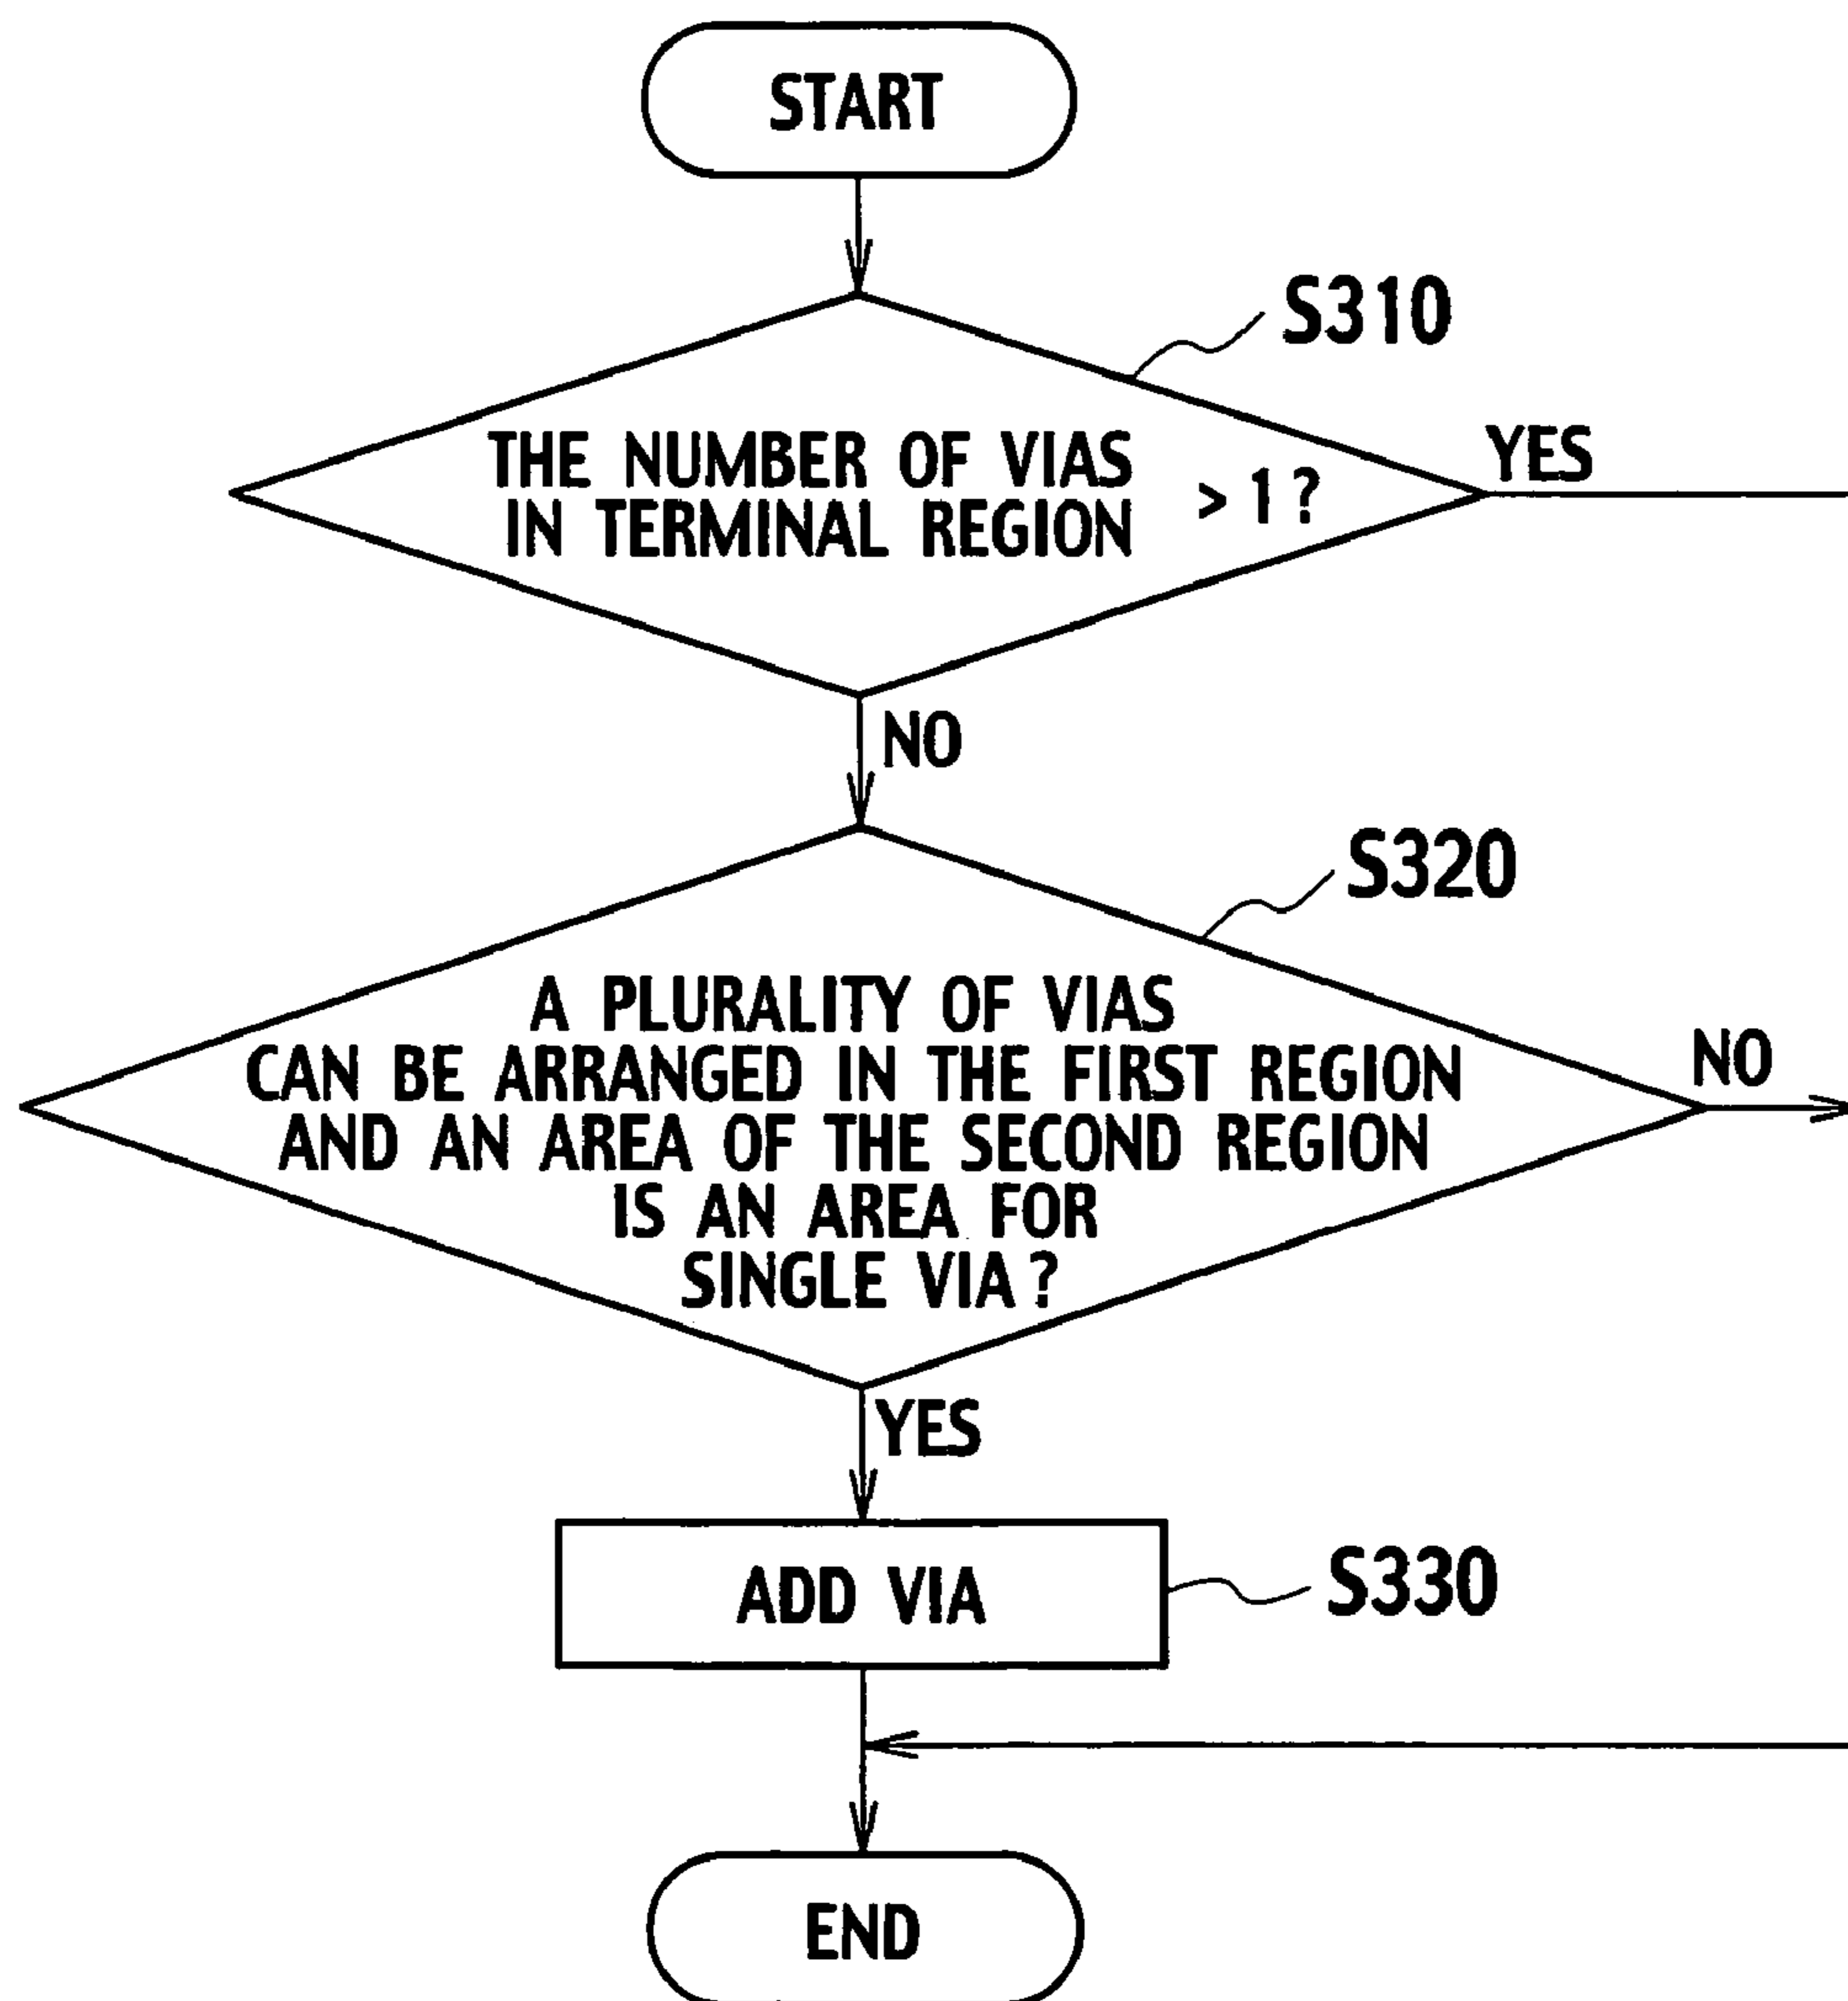 START
S310
THE NUMBER OF VIAS
IN TERMINAL REGION
> 1 ?
YES
NO
S320
A PLURALITY OF VIAS
CAN BE ARRANGED IN THE FIRST REGION
AND AN AREA OF THE SECOND REGION
IS AN AREA FOR
SINGLE VIA ?
NO
YES
ADD VIA
S330
END